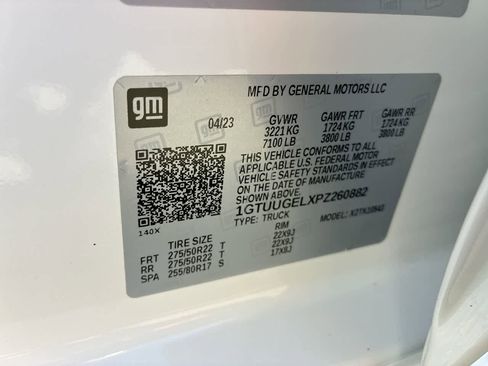 gm
MFD BY GENERAL MOTORS LLC
04/23 GVWR GAWR FRT GAWR RR
3221 KG 1724 KG 1724 KG
7100 LB 3800 LB 3800 LB
THIS VEHICLE CONFORMS TO ALL
APPLICABLE U.S. FEDERAL MOTOR
VEHICLE SAFETY STANDARDS IN EFFECT
ON THE DATE OF MANUFACTURE SHOWN ABOVE.
1GTUUGELXPZ260882
140X TYPE: TRUCK MODEL:
TIRE SIZE RIM
FRT 275/50R22 T 22X9J
RR 275/50R22 T 22X9J
SPA 255/80R17 S 17X8J